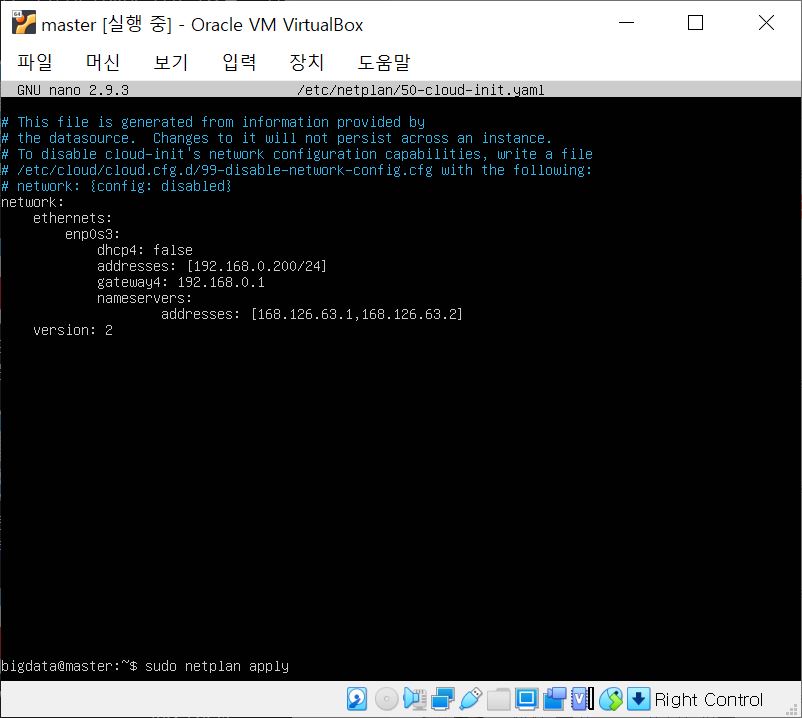 master [실행 중] - Oracle VM VirtualBox
파일 머신 보기 입력 장치 도움말
GNU nano 2.9.3 /etc/netplan/50-cloud-init.yaml
# This file is generated from information provided by
# the datasource.  Changes to it will not persist across an instance.
# To disable cloud-init's network configuration capabilities, write a file
# /etc/cloud/cloud.cfg.d/99-disable-network-config.cfg with the following:
# network: {config: disabled}
network:
    ethernets:
        enp0s3:
            dhcp4: false
            addresses: [192.168.0.200/24]
            gateway4: 192.168.0.1
            nameservers:
                    addresses: [168.126.63.1,168.126.63.2]
    version: 2
bigdata@master:~$ sudo netplan apply
Right Control